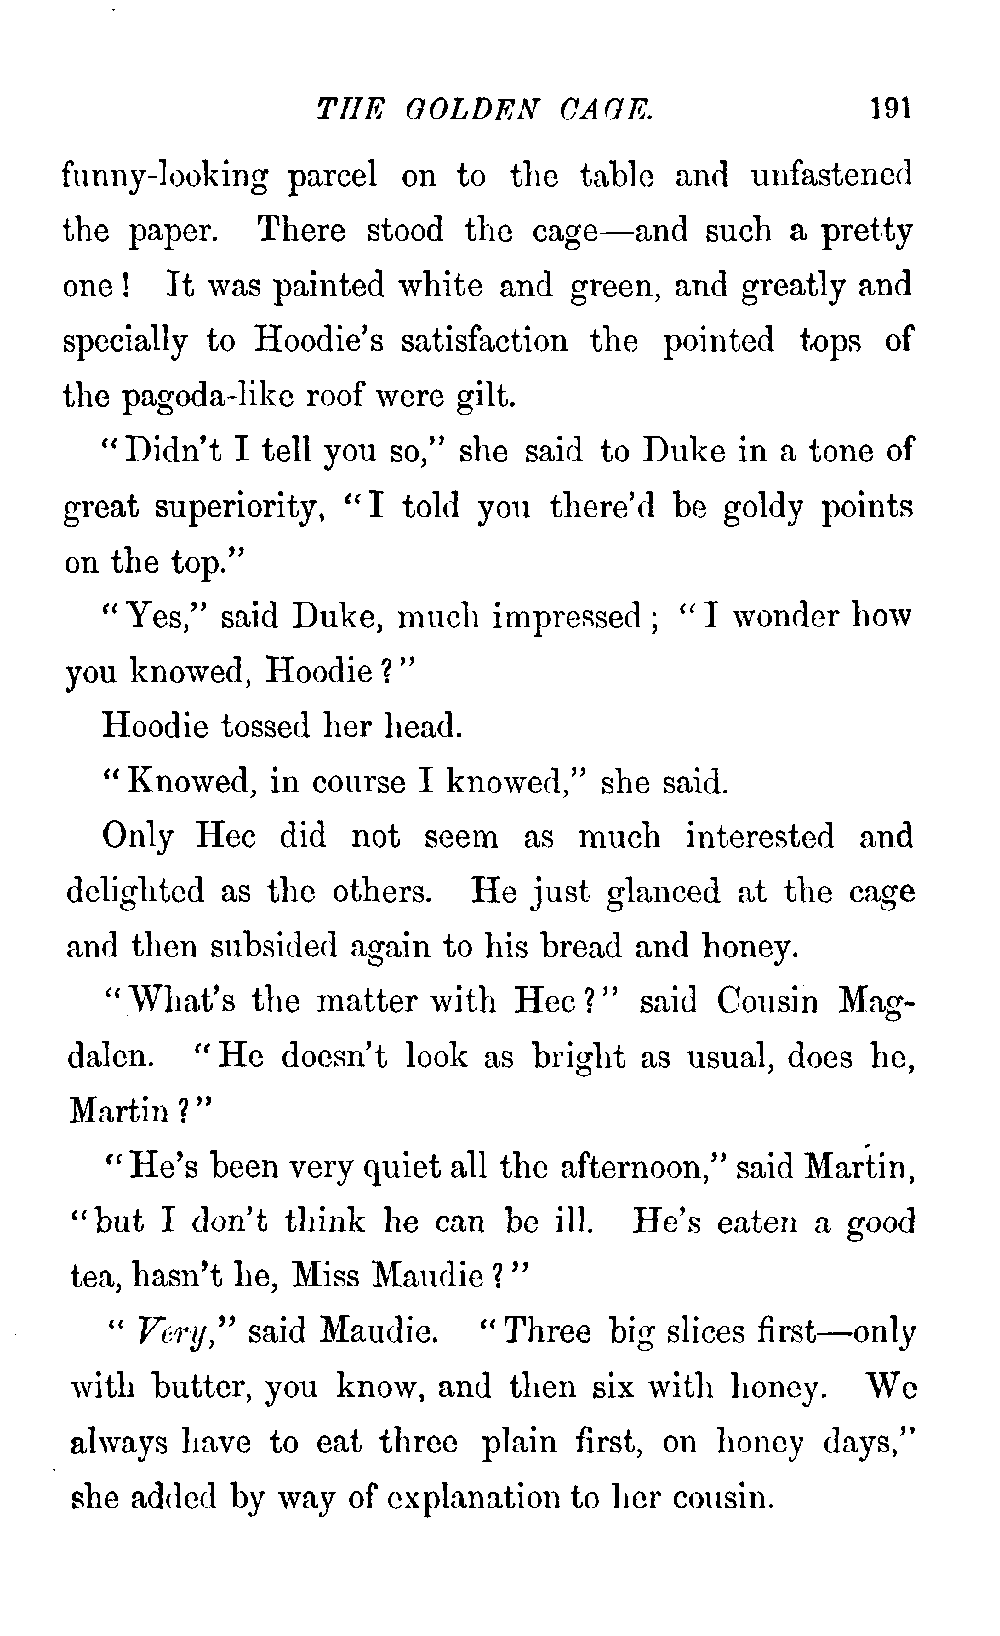 THE GOLDEN CAGE. 191
funny-looking parcel on to the table and unfastened
the paper. There stood the cage—and such a pretty
one! It was painted white and green, and greatly and
specially to Hoodie's satisfaction the pointed tops of
the pagoda-like roof were gilt.
"Didn't I tell you so," she said to Duke in a tone of
great superiority, "I told you there'd be goldy points
on the top."
"Yes," said Duke, much impressed; "I wonder how
you knowed, Hoodie?"
Hoodie tossed her head.
"Knowed, in course I knowed," she said.
Only Hec did not seem as much interested and
delighted as the others. He just glanced at the cage
and then subsided again to his bread and honey.
"What's the matter with Hec?" said Cousin Mag-
dalen. "He doesn't look as bright as usual, does he,
Martin?"
"He's been very quiet all the afternoon," said Martin,
"but I don't think he can be ill. He's eaten a good
tea, hasn't he, Miss Maudie?"
"Very," said Maudie. "Three big slices first—only
with butter, you know, and then six with honey. We
always have to eat three plain first, on honey days,"
she added by way of explanation to her cousin.